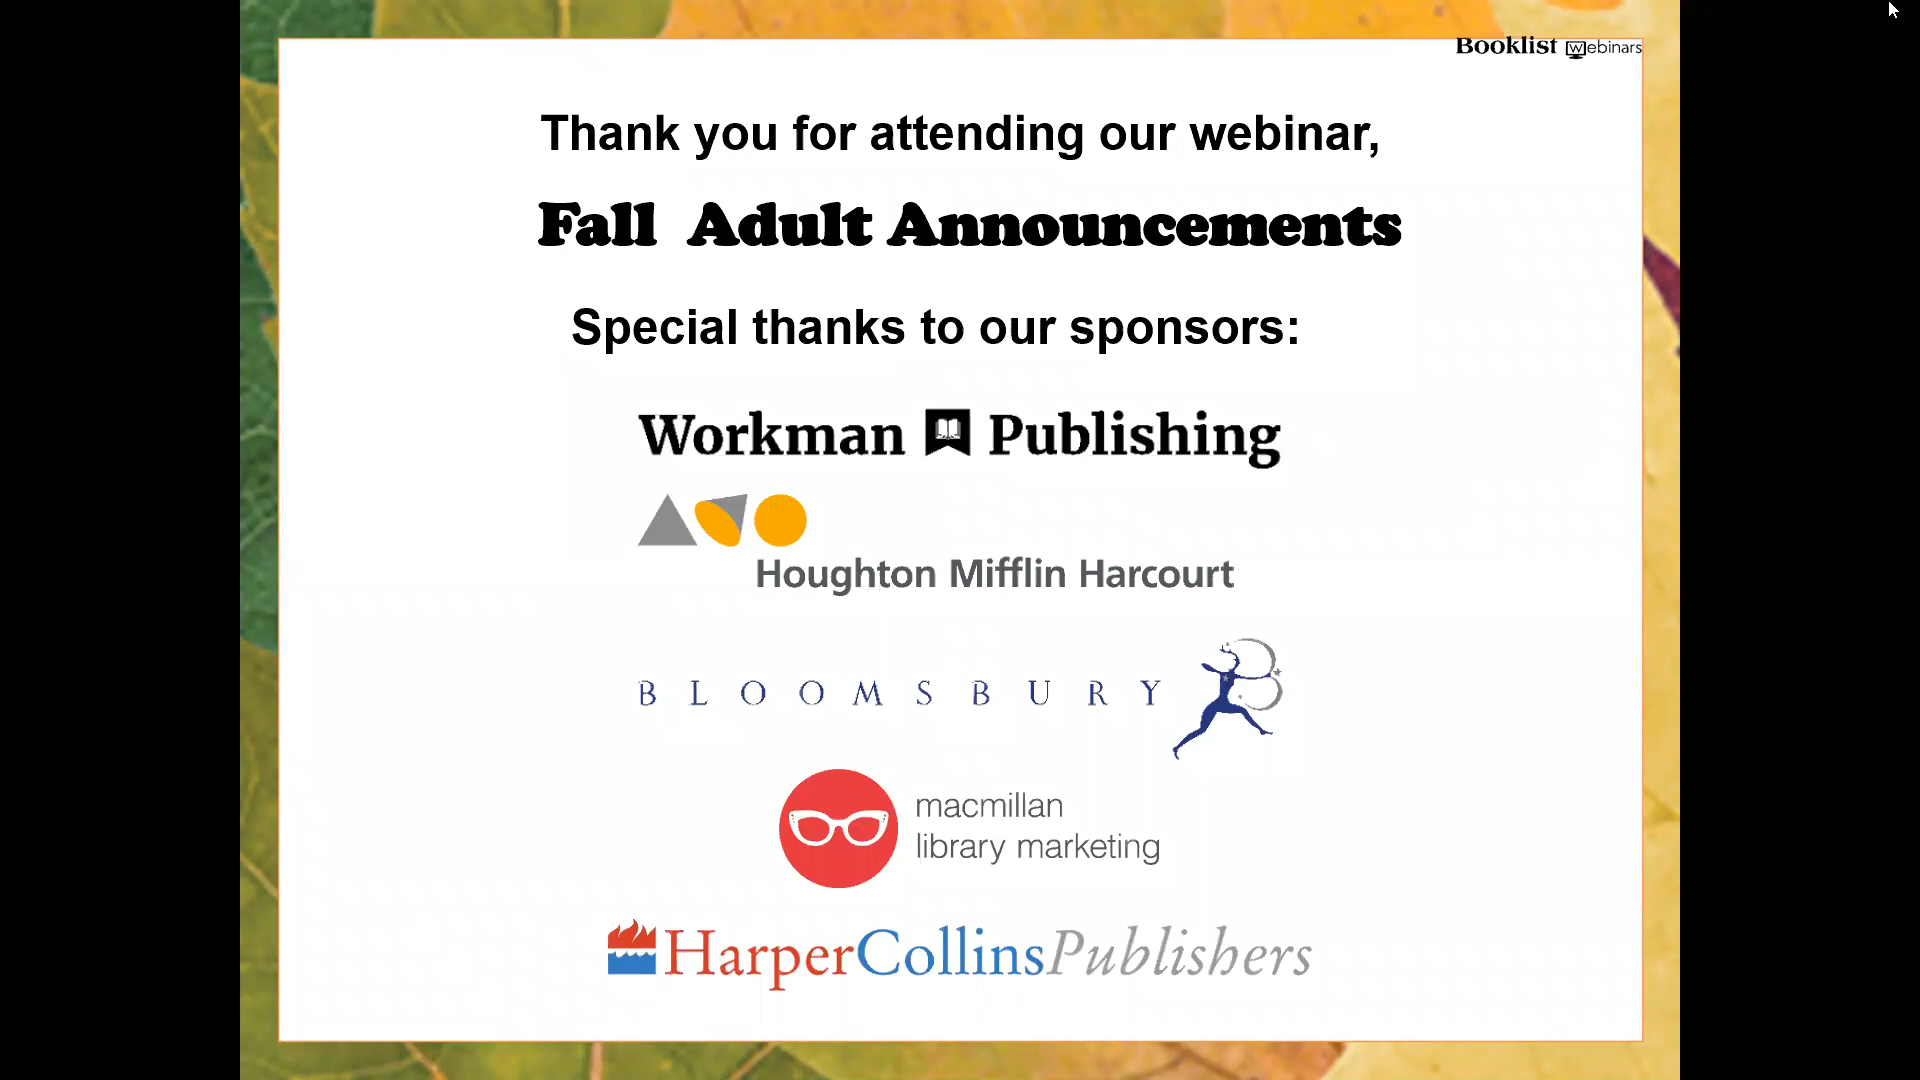 Booklist Webinars
Thank you for attending our webinar,
Fall Adult Announcements
Special thanks to our sponsors:
Workman Publishing
Houghton Mifflin Harcourt
BLOOMSBURY
macmillan
library marketing
HarperCollinsPublishers